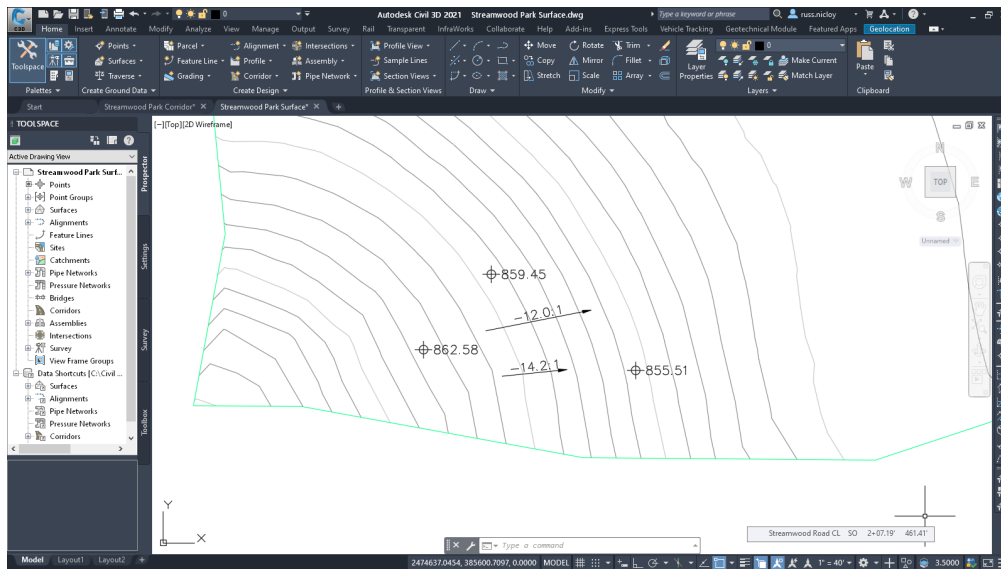 C3D
0
Autodesk Civil 3D 2021 Streamwood Park Surface.dwg
Type a keyword or phrase
russ.nicloy
Home Insert Annotate Modify Analyze View Manage Output Survey Rail Transparent InfraWorks Collaborate Help Add-ins Express Tools Vehicle Tracking Geotechnical Module Featured Apps Geolocation
Toolspace
Points
Surfaces
Traverse
Parcel
Feature Line
Grading
Alignment
Profile
Corridor
Intersections
Assembly
Pipe Network
Profile View
Sample Lines
Section Views
Move
Copy
Stretch
Rotate
Mirror
Scale
Trim
Fillet
Array
Layer
Properties
0
Make Current
Match Layer
Paste
Palettes Create Ground Data Create Design Profile & Section Views Draw Modify Layers Clipboard
Start Streamwood Park Corridor* Streamwood Park Surface*
TOOLSPACE
Active Drawing View
Streamwood Park Surf...
Points
Point Groups
Surfaces
Alignments
Feature Lines
Sites
Catchments
Pipe Networks
Pressure Networks
Bridges
Corridors
Assemblies
Intersections
Survey
View Frame Groups
Data Shortcuts [C:\Civil ...
Surfaces
Alignments
Pipe Networks
Pressure Networks
Corridors
Prospector
Settings
Survey
Toolbox
[−][Top][2D Wireframe]
N
W
TOP
E
S
Unnamed
859.45
-12.0:1
862.58
-14.2:1
855.51
Y
X
Type a command
Streamwood Road CL SO 2+07.19' 461.41'
Model Layout1 Layout2 +
2474637.0454, 385600.7097, 0.0000 MODEL
1" = 40'
3.5000